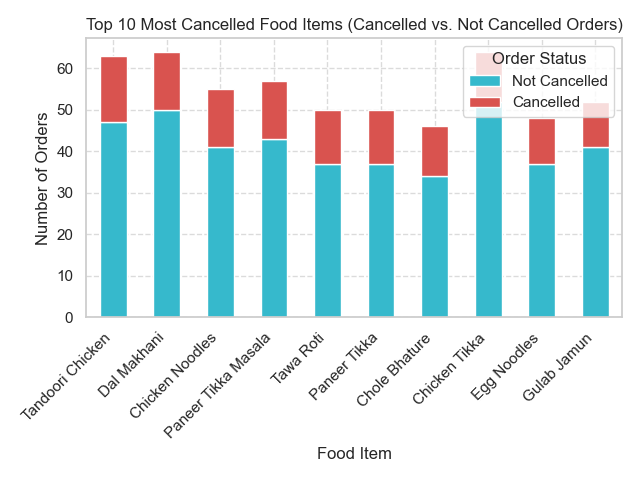 Top 10 Most Cancelled Food Items (Cancelled vs. Not Cancelled Orders)
Order Status
Not Cancelled
Cancelled
Number of Orders
60
50
40
30
20
10
0
Tandoori Chicken
Dal Makhani
Chicken Noodles
Paneer Tikka Masala
Tawa Roti
Paneer Tikka
Chole Bhature
Chicken Tikka
Egg Noodles
Gulab Jamun
Food Item